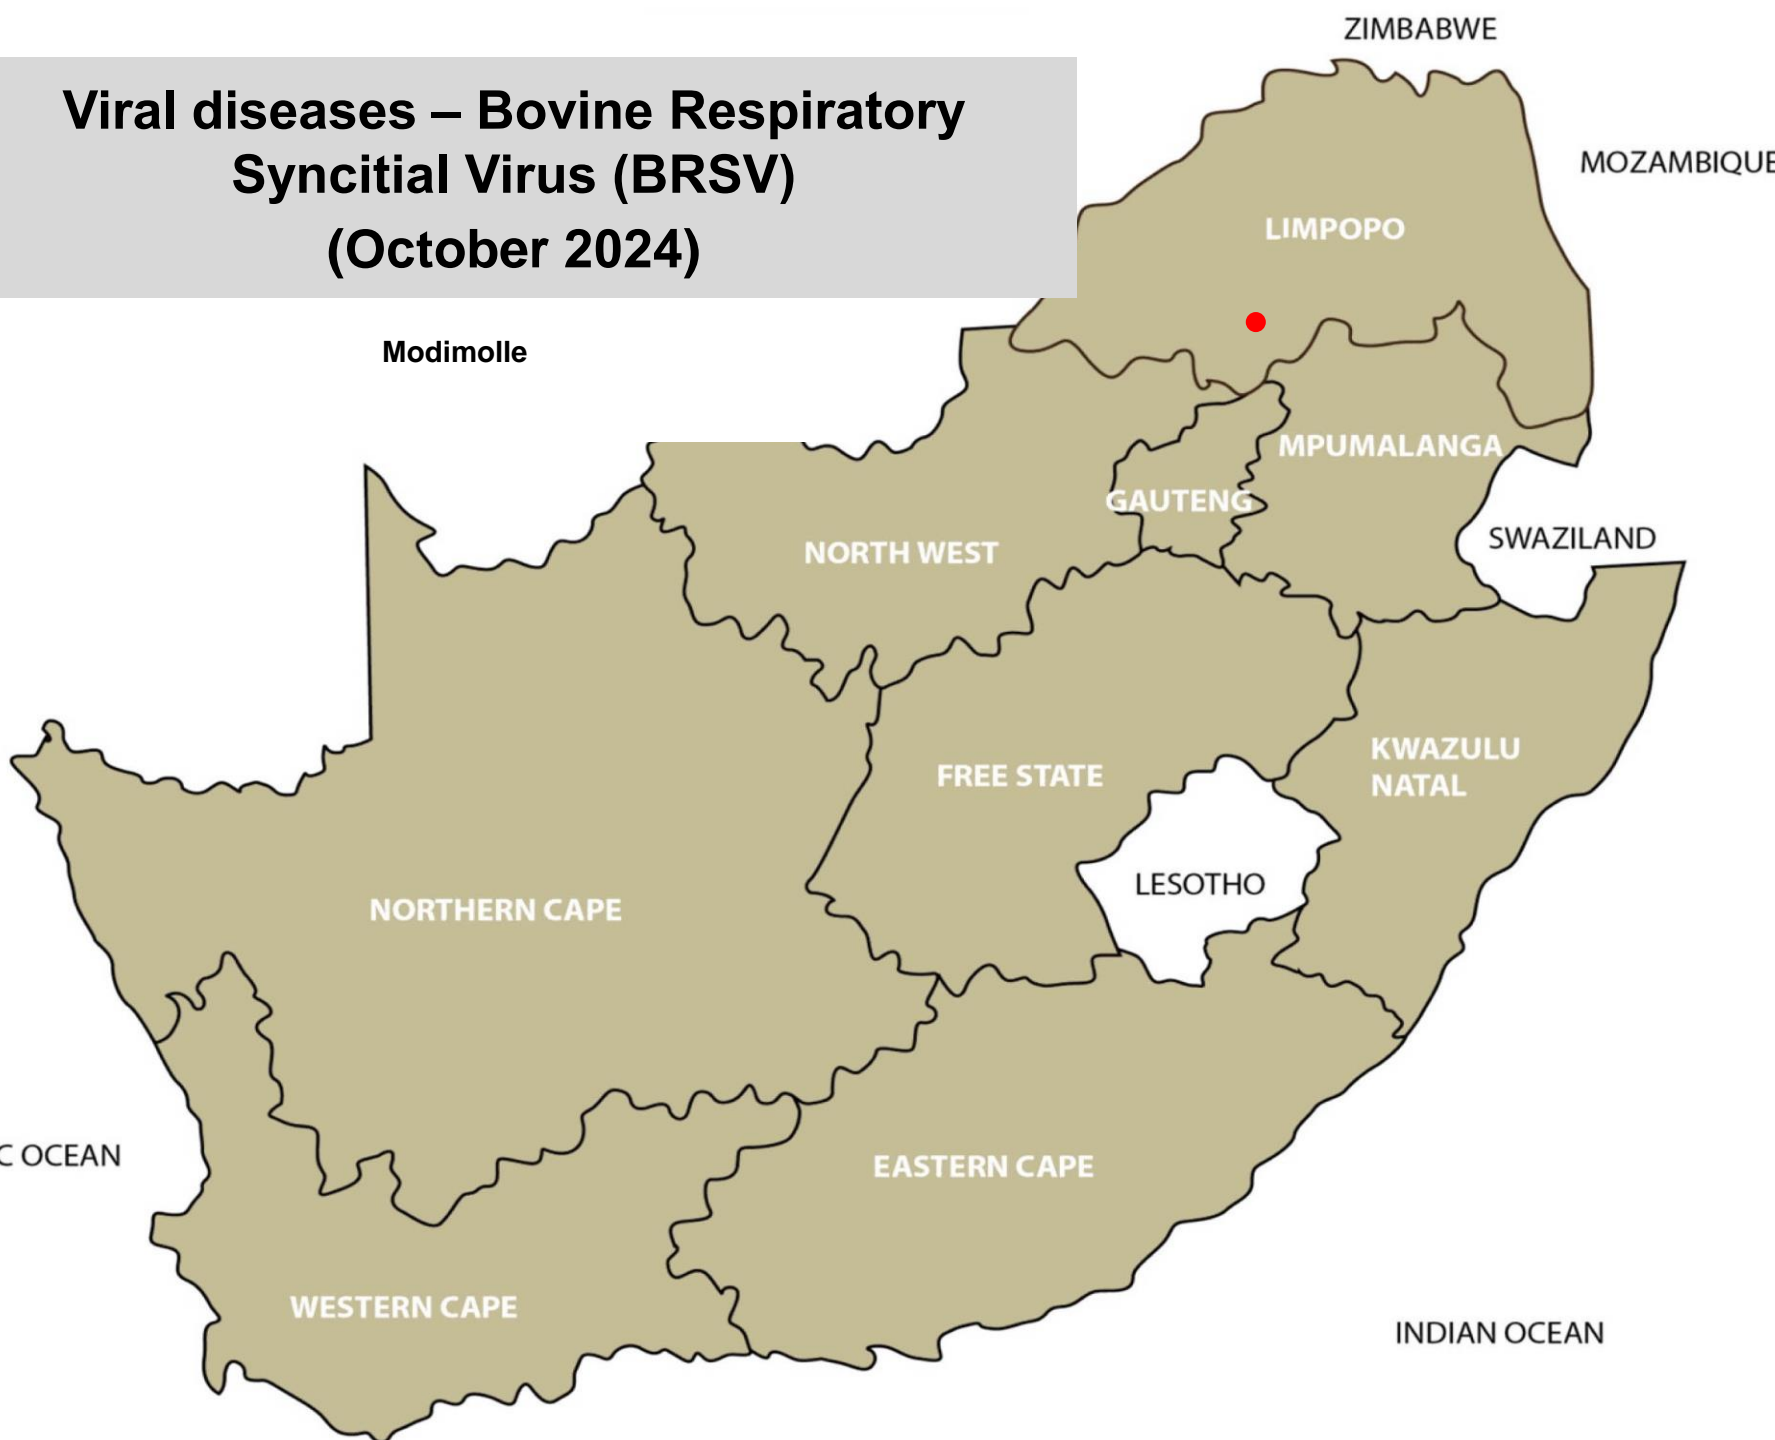 ZIMBABWE
Viral diseases – Bovine Respiratory
Syncitial Virus (BRSV)
(October 2024)
MOZAMBIQUE
LIMPOPO
Modimolle
MPUMALANGA
GAUTENG
SWAZILAND
NORTH WEST
KWAZULU
NATAL
FREE STATE
LESOTHO
NORTHERN CAPE
C OCEAN
EASTERN CAPE
WESTERN CAPE
INDIAN OCEAN